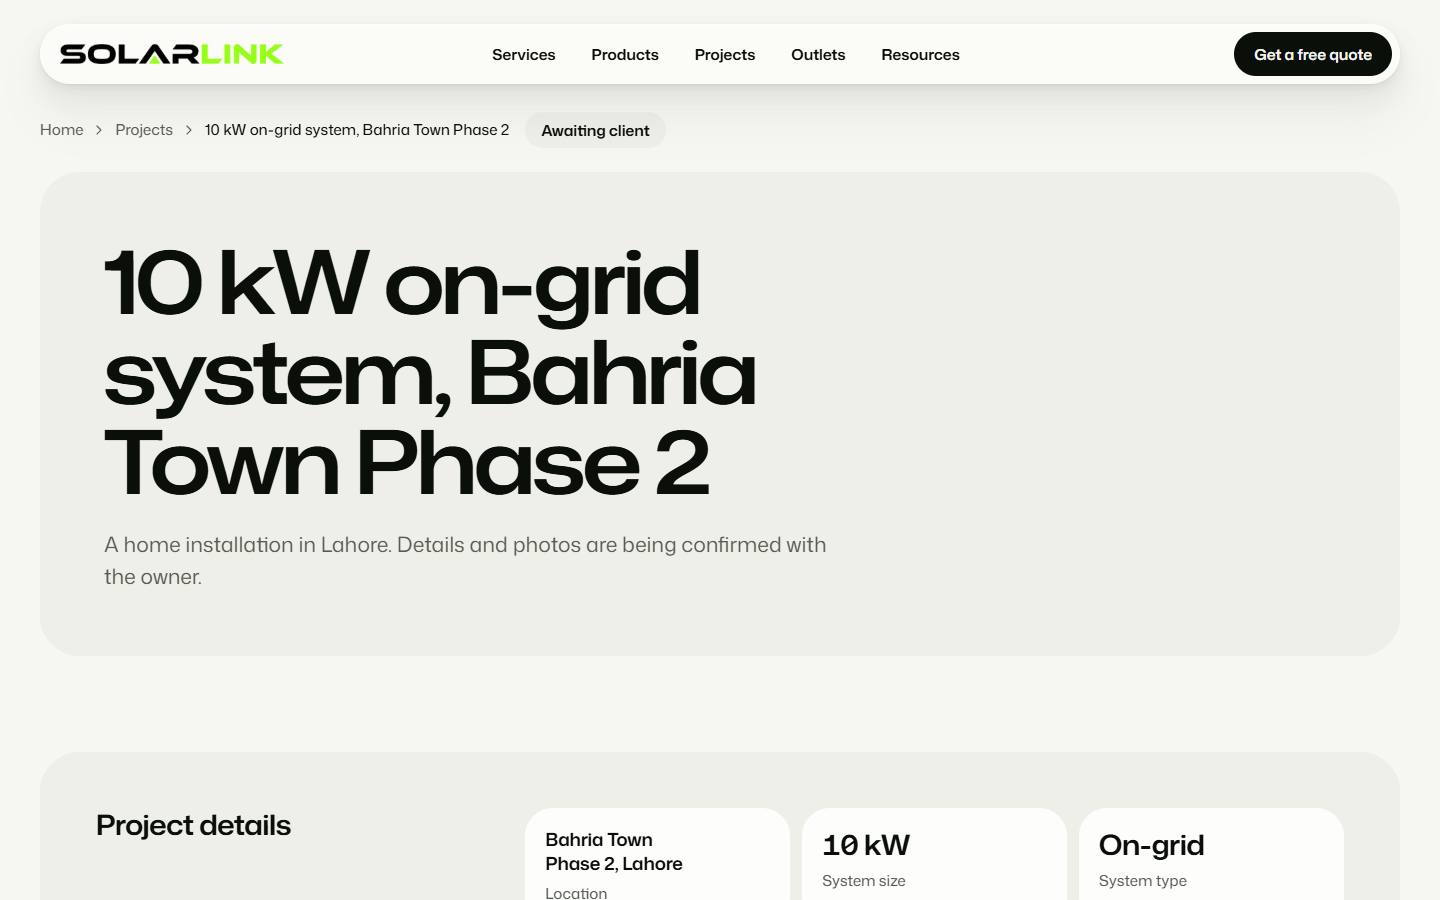 SOLARLINK
Services
Products
Projects
Outlets
Resources
Get a free quote
Home
Projects
10 kW on-grid system, Bahria Town Phase 2
Awaiting client
10 kW on-grid
system, Bahria
Town Phase 2
A home installation in Lahore. Details and photos are being confirmed with
the owner.
Project details
Bahria Town
Phase 2, Lahore
Location
10 kW
System size
On-grid
System type